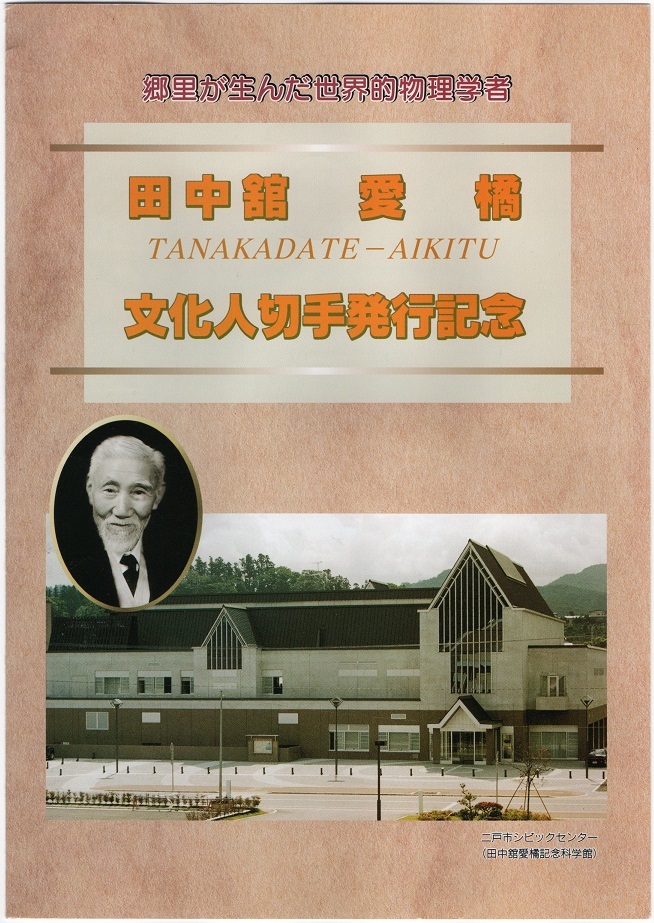 郷里が生んだ世界的物理学者
田中舘 愛 橘
TANAKADATE－AIKITU
文化人切手発行記念
二戸市シビックセンター
(田中舘愛橘記念科学館)